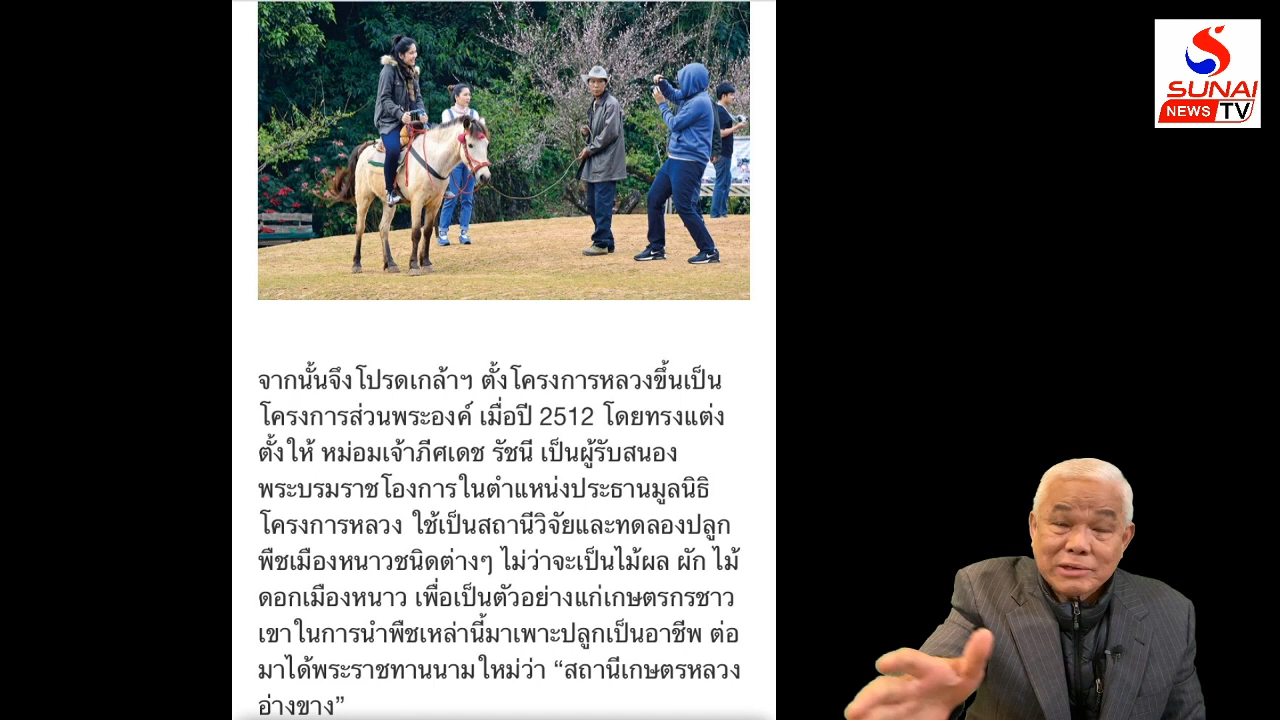 SUNAI
NEWS TV
จากนั้นจึงโปรดเกล้าฯ ตั้งโครงการหลวงขึ้นเป็น
โครงการส่วนพระองค์ เมื่อปี 2512 โดยทรงแต่ง
ตั้งให้ หม่อมเจ้าภีศเดช รัชนี เป็นผู้รับสนอง
พระบรมราชโองการในตำแหน่งประธานมูลนิธิ
โครงการหลวง ใช้เป็นสถานีวิจัยและทดลองปลูก
พืชเมืองหนาวชนิดต่างๆ ไม่ว่าจะเป็นไม้ผล ผัก ไม้
ดอกเมืองหนาว เพื่อเป็นตัวอย่างแก่เกษตรกรชาว
เขาในการนำพืชเหล่านี้มาเพาะปลูกเป็นอาชีพ ต่อ
มาได้พระราชทานนามใหม่ว่า “สถานีเกษตรหลวง
อ่างขาง”